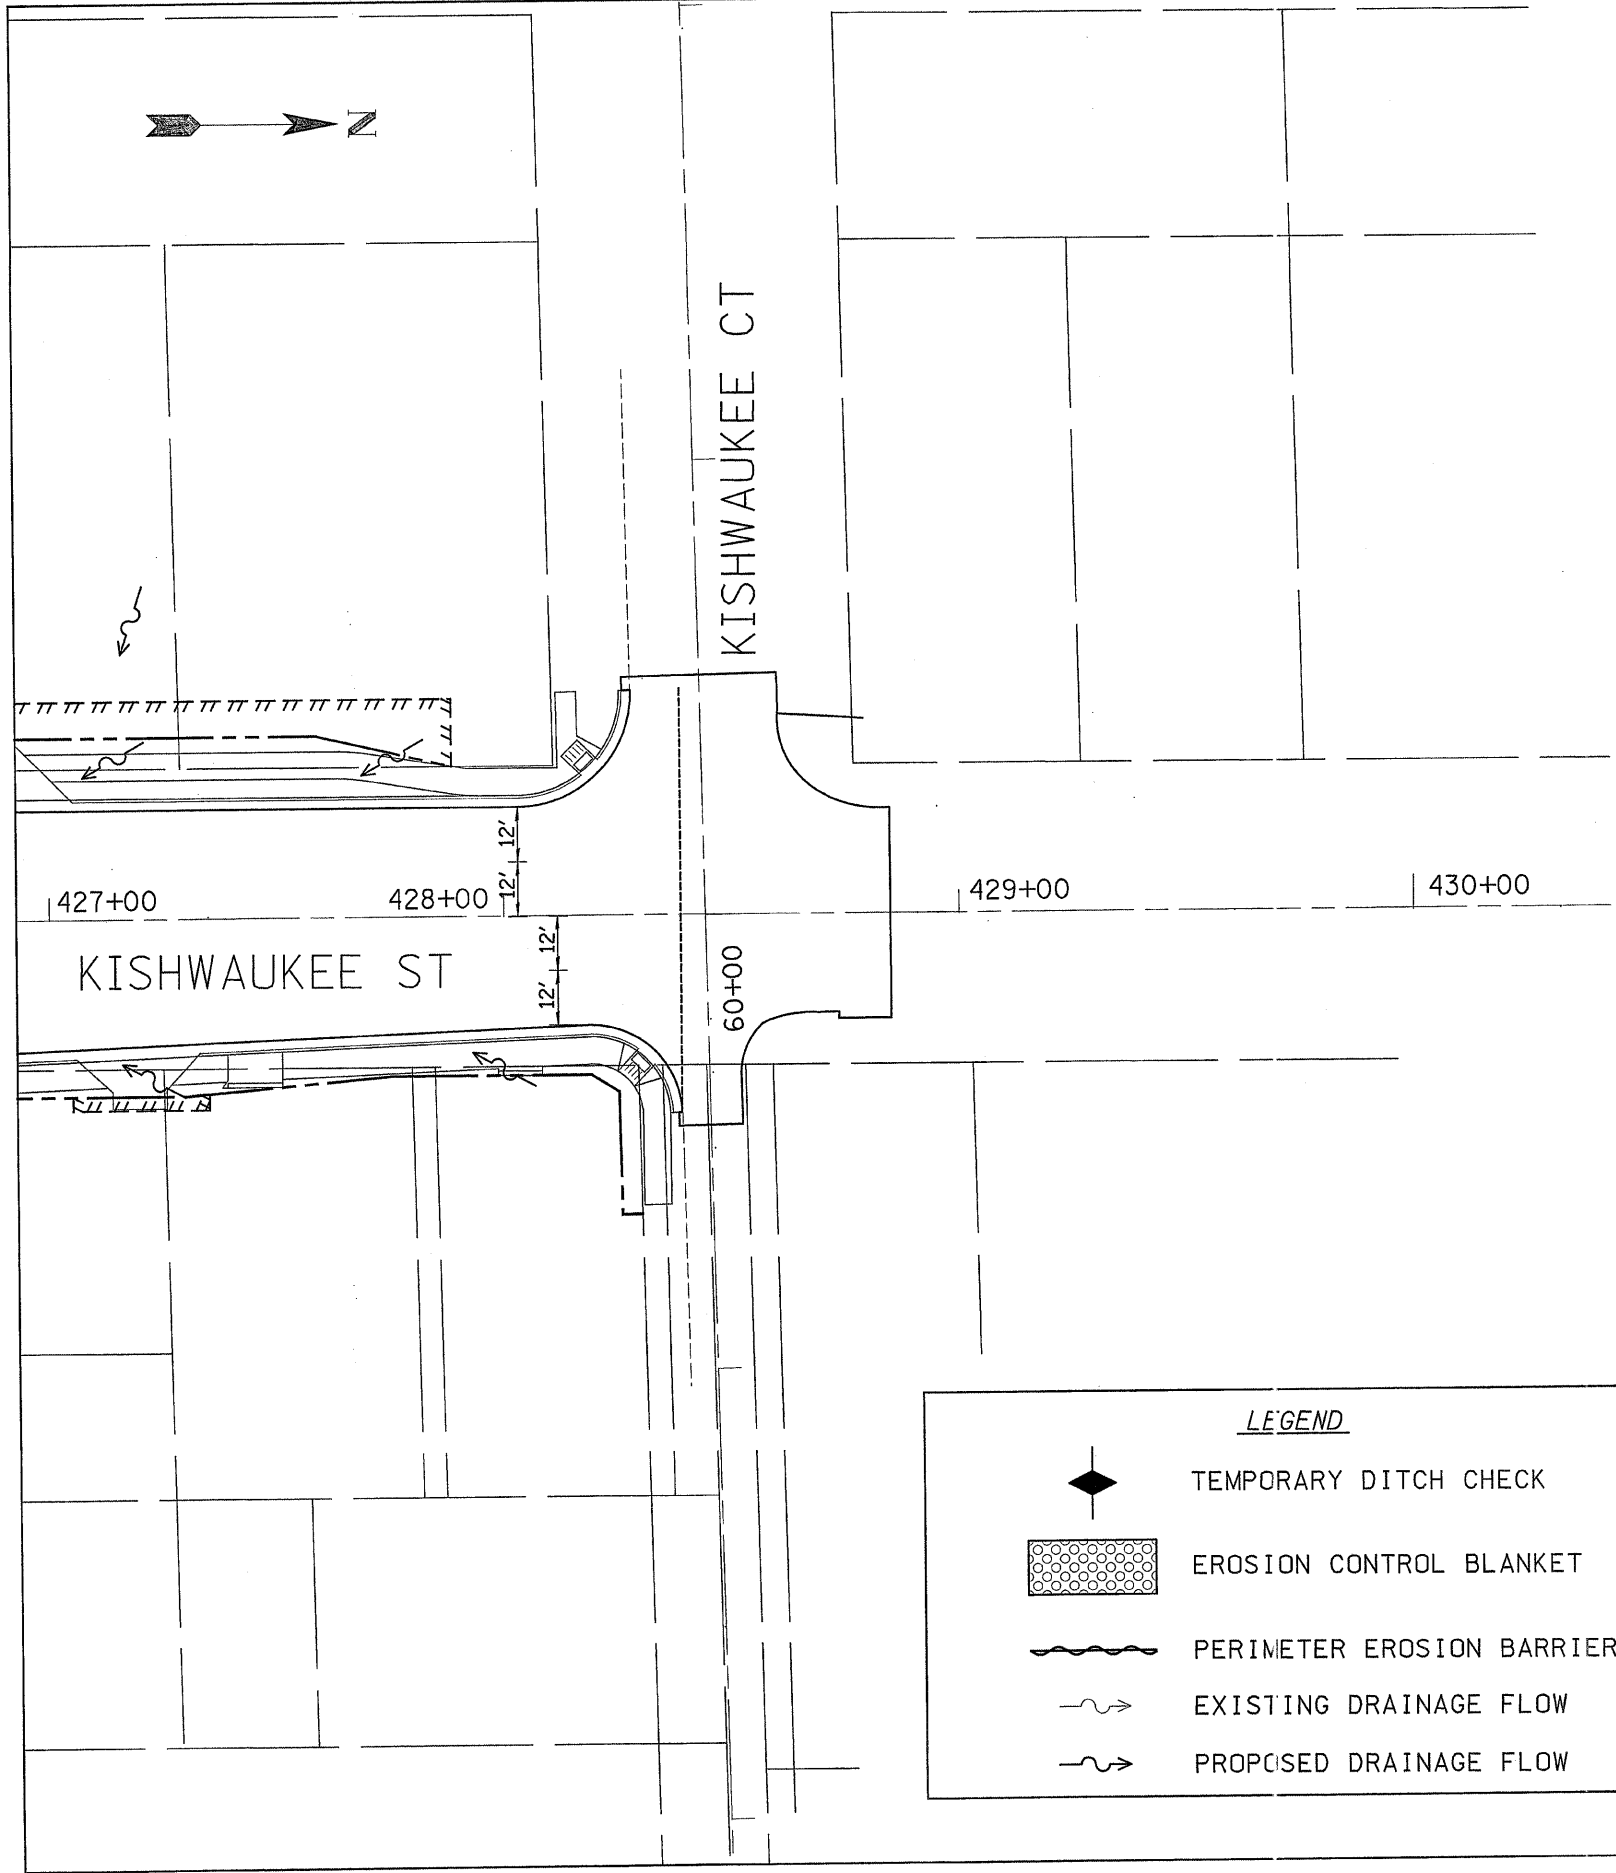 N
KISHWAUKEE CT
12'
12'
427+00
428+00
429+00
430+00
12'
12'
KISHWAUKEE ST
60+00
LEGEND
TEMPORARY DITCH CHECK
EROSION CONTROL BLANKET
PERIMETER EROSION BARRIER
EXISTING DRAINAGE FLOW
PROPOSED DRAINAGE FLOW